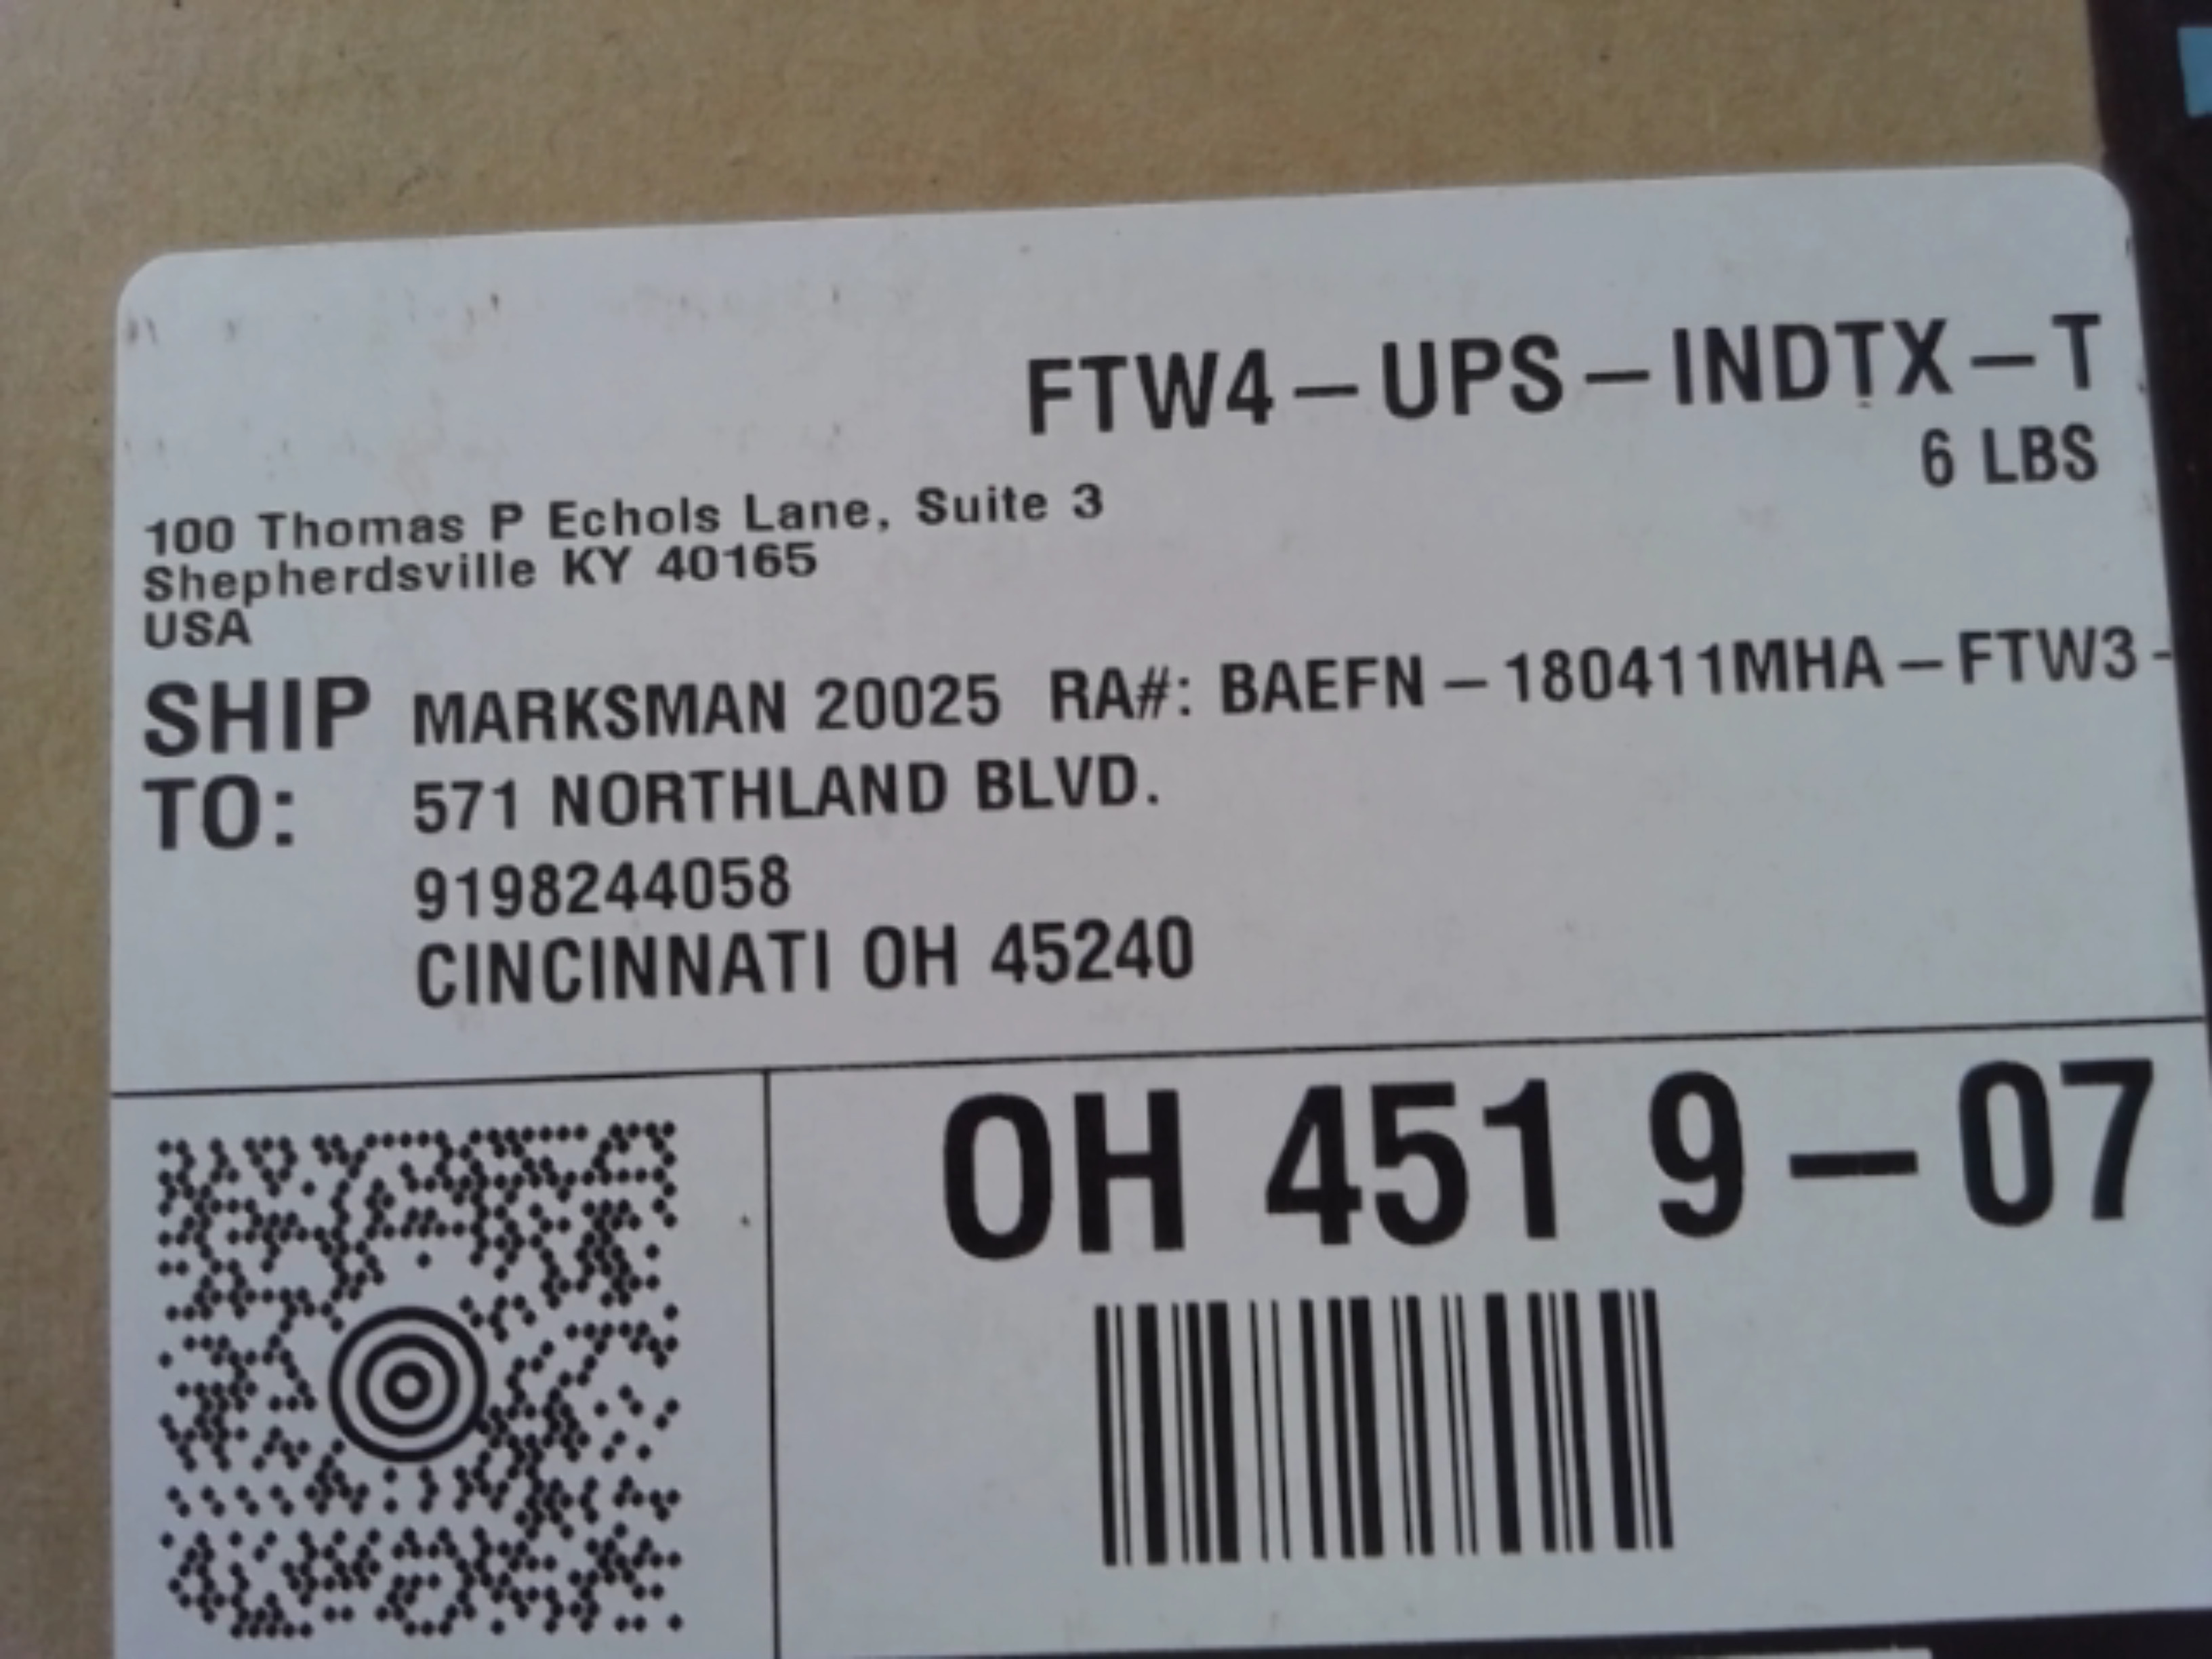 FTW4-UPS-INDTX-T
6 LBS
100 Thomas P Echols Lane, Suite 3
Shepherdsville KY 40165
USA
SHIP TO:
MARKSMAN 20025 RA#: BAEFN-180411MHA-FTW3-
571 NORTHLAND BLVD.
9198244058
CINCINNATI OH 45240
OH 451 9-07